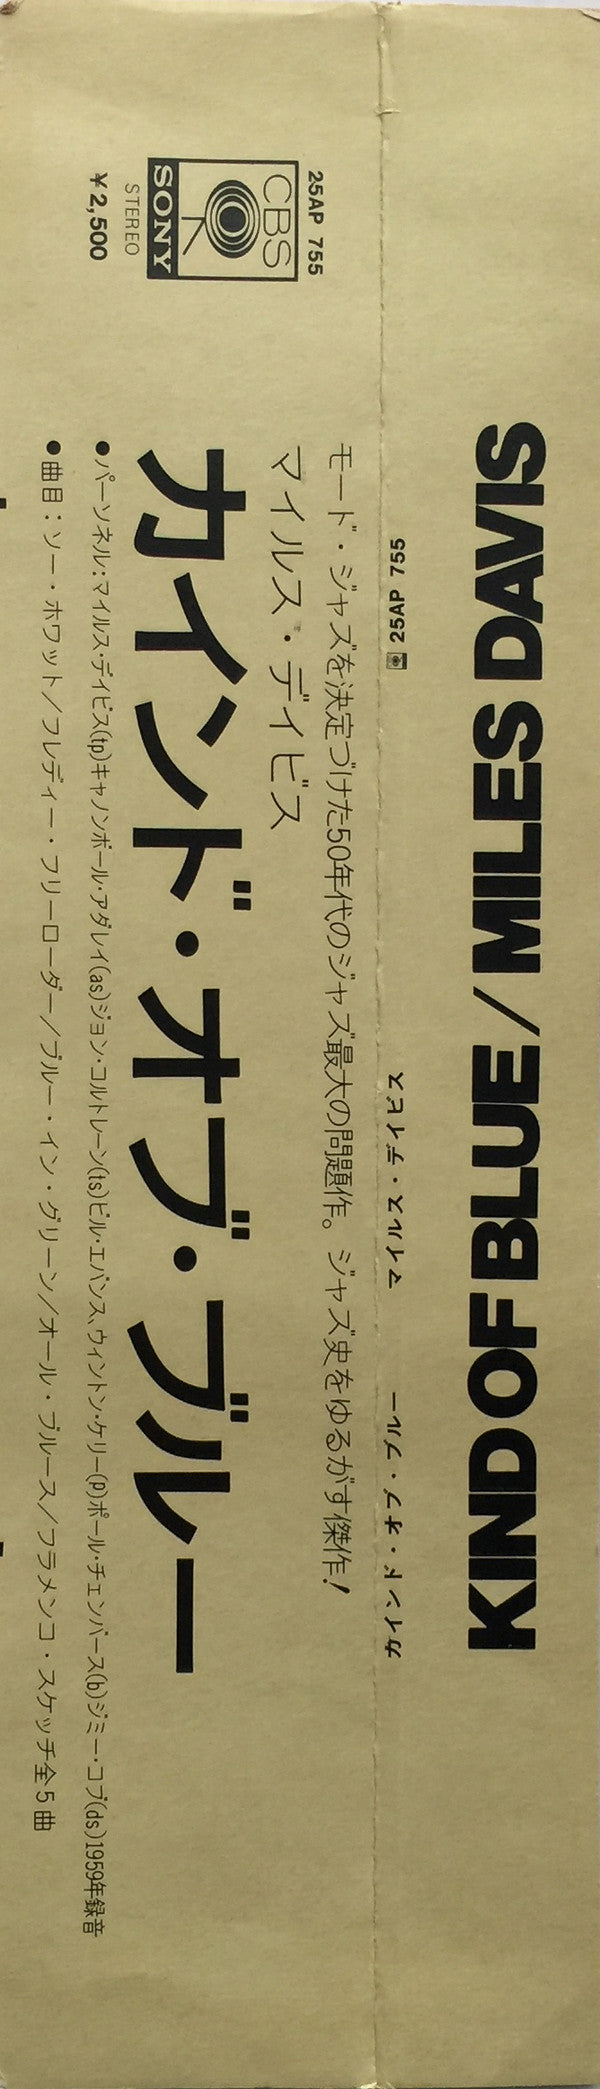 25AP 755
CBS
SONY
STEREO
¥2,500
モード・ジャズを決定づけた50年代のジャズ最大の問題作。ジャズ史をゆるがす傑作!
マイルス・デイビス
カインド・オブ・ブルー
●パーソネル:マイルス・デイビス(tp)キャノンボール・アダレイ(as)ジョン・コルトレーン(ts)ビル・エバンス、ウィントン・ケリー(p)ポール・チェンバース(b)ジミー・コブ(ds)1959年録音
●曲目:ソー・ホワット/フレディー・フリーローダー/ブルー・イン・グリーン/オール・ブルース/フラメンコ・スケッチ全5曲
カインド・オブ・ブルー マイルス・デイビス 25AP 755
KIND OF BLUE / MILES DAVIS